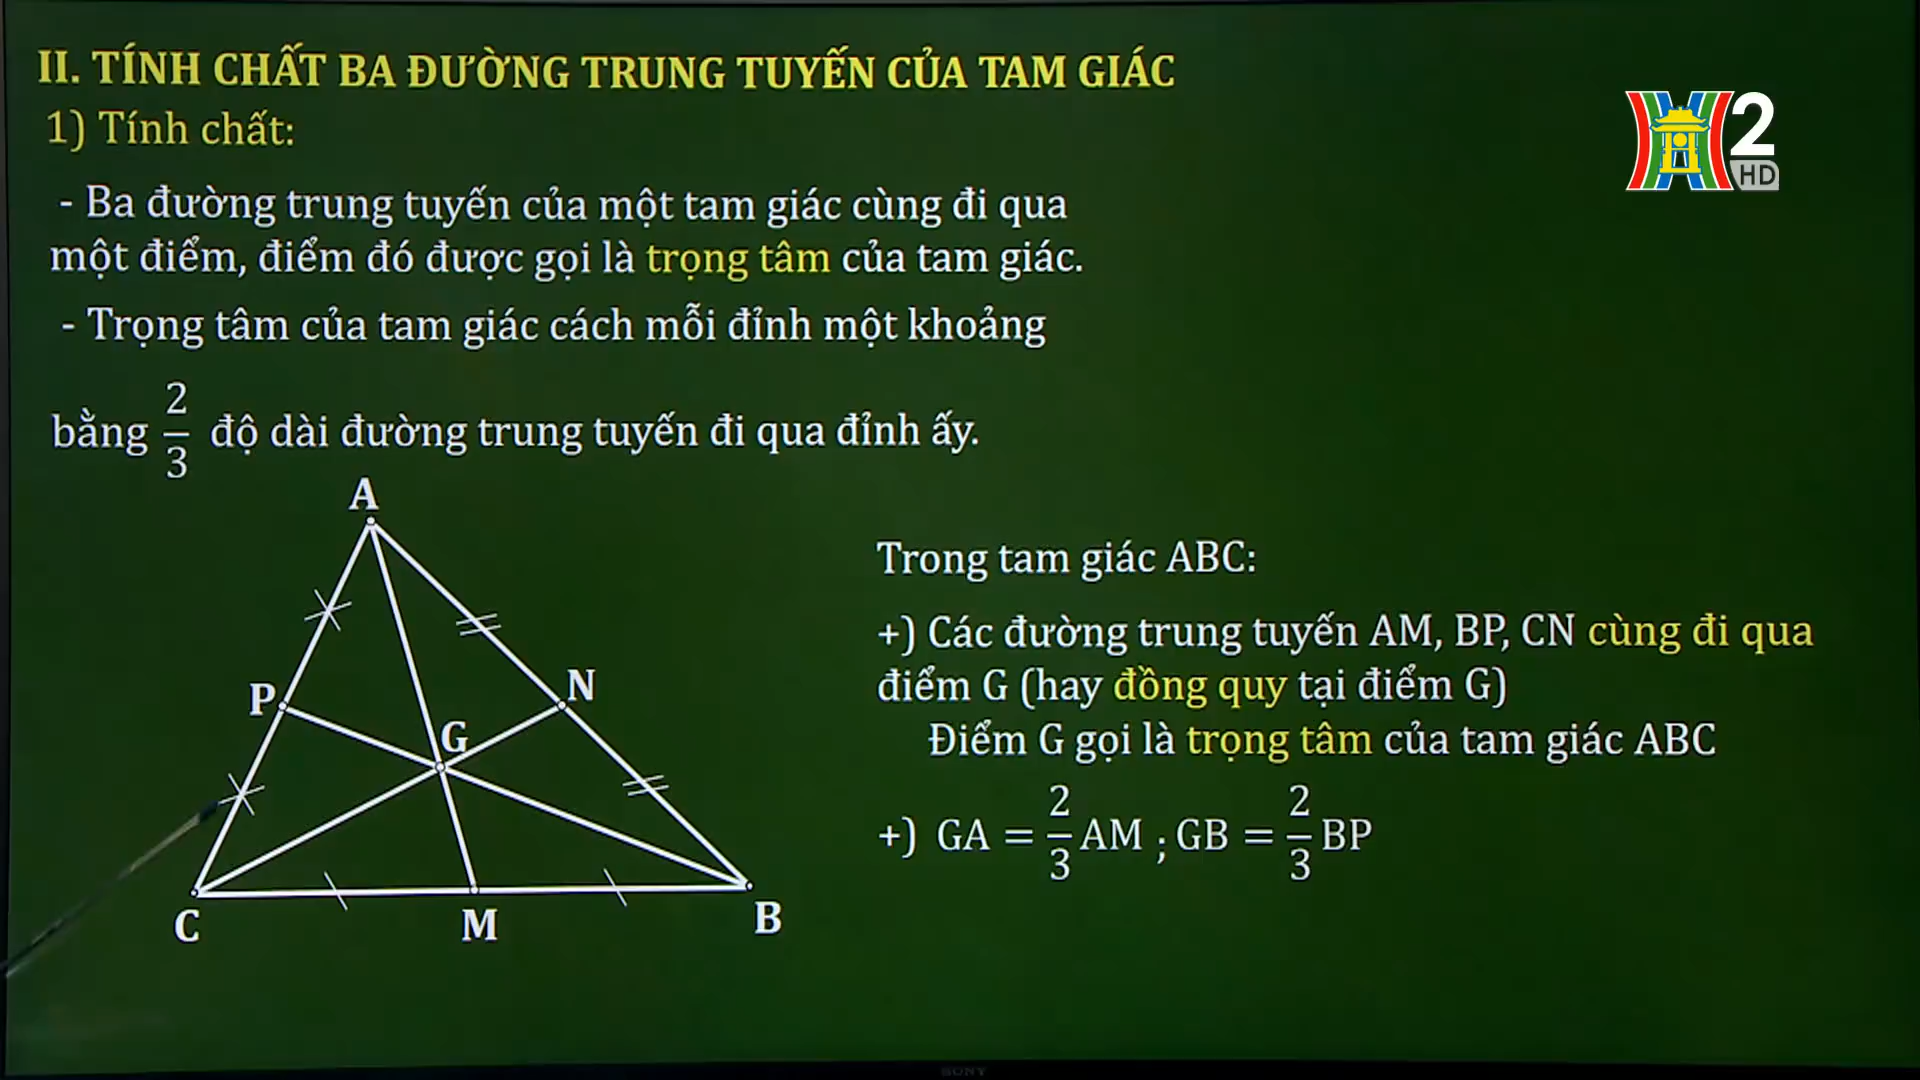 II. TÍNH CHẤT BA ĐƯỜNG TRUNG TUYẾN CỦA TAM GIÁC
1) Tính chất:
- Ba đường trung tuyến của một tam giác cùng đi qua
một điểm, điểm đó được gọi là trọng tâm của tam giác.
- Trọng tâm của tam giác cách mỗi đỉnh một khoảng
bằng 2/3 độ dài đường trung tuyến đi qua đỉnh ấy.
A
P
N
G
C
M
B
Trong tam giác ABC:
+) Các đường trung tuyến AM, BP, CN cùng đi qua
điểm G (hay đồng quy tại điểm G)
Điểm G gọi là trọng tâm của tam giác ABC
+) GA = 2/3 AM ; GB = 2/3 BP
H2
HD
SONY